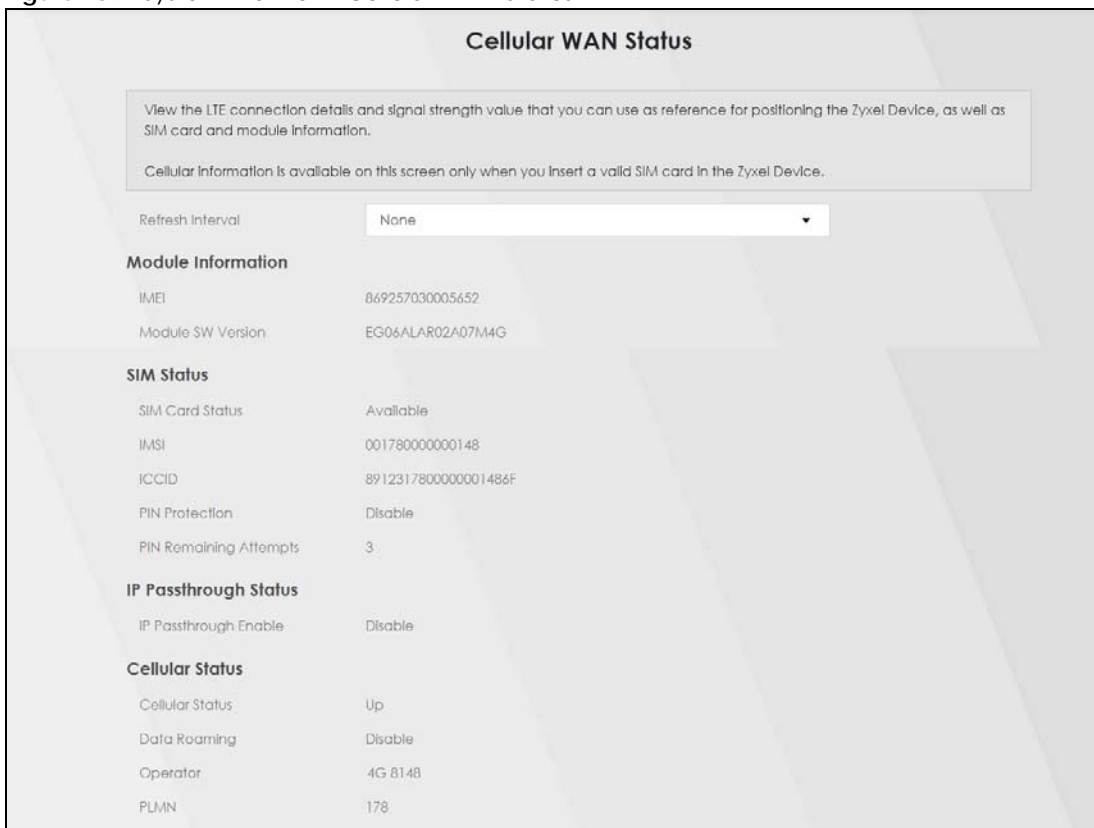 Cellular WAN Status
View the LTE connection details and signal strength value that you can use as reference for positioning the Zyxel Device, as well as
SIM card and module information.
Cellular information is available on this screen only when you insert a valid SIM card in the Zyxel Device.
Refresh Interval None
Module Information
IMEI 869257030005652
Module SW Version EG06ALAR02A07M4G
SIM Status
SIM Card Status Available
IMSI 001780000000148
ICCID 8912317800000001486F
PIN Protection Disable
PIN Remaining Attempts 3
IP Passthrough Status
IP Passthrough Enable Disable
Cellular Status
Cellular Status Up
Data Roaming Disable
Operator 4G 8148
PLMN 178